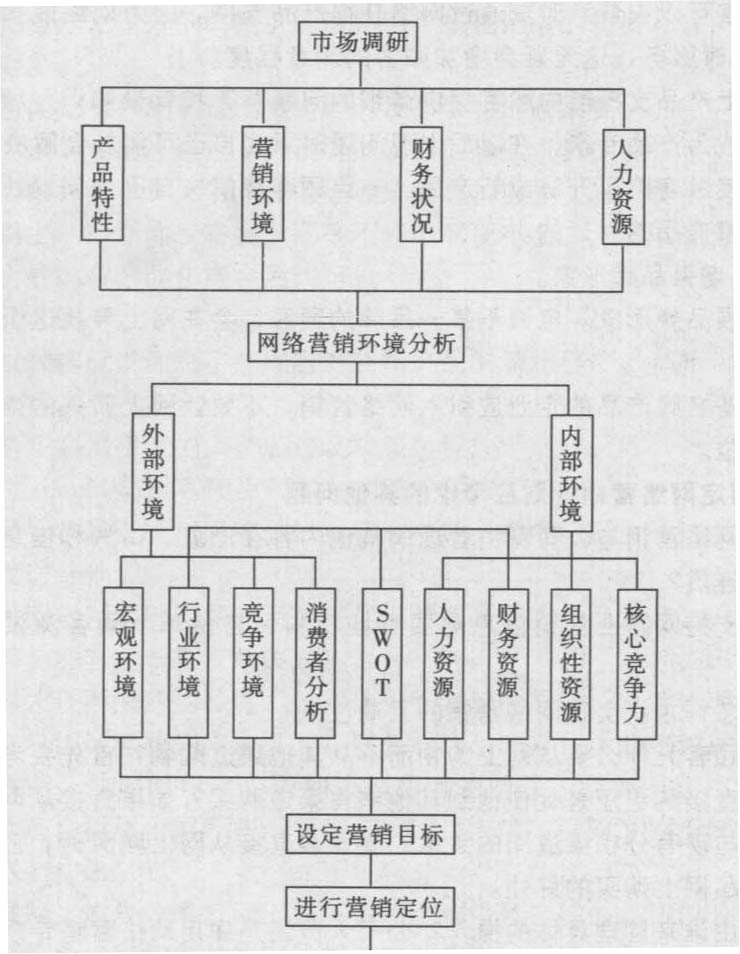 市场调研
产品特性
营销环境
财务状况
人力资源
网络营销环境分析
外部环境
内部环境
宏观环境
行业环境
竞争环境
消费者分析
SWOT
人力资源
财务资源
组织性资源
核心竞争力
设定营销目标
进行营销定位